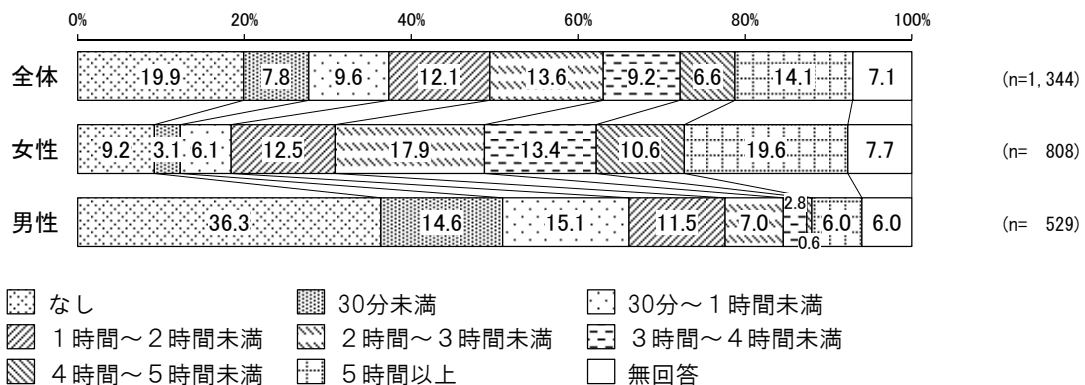 0% 20% 40% 60% 80% 100%
全体 19.9 7.8 9.6 12.1 13.6 9.2 6.6 14.1 7.1 (n=1,344)
女性 9.2 3.1 6.1 12.5 17.9 13.4 10.6 19.6 7.7 (n= 808)
男性 36.3 14.6 15.1 11.5 7.0 2.8 0.6 6.0 6.0 (n= 529)
なし 30分未満 30分～１時間未満
１時間～２時間未満 ２時間～３時間未満 ３時間～４時間未満
４時間～５時間未満 ５時間以上 無回答